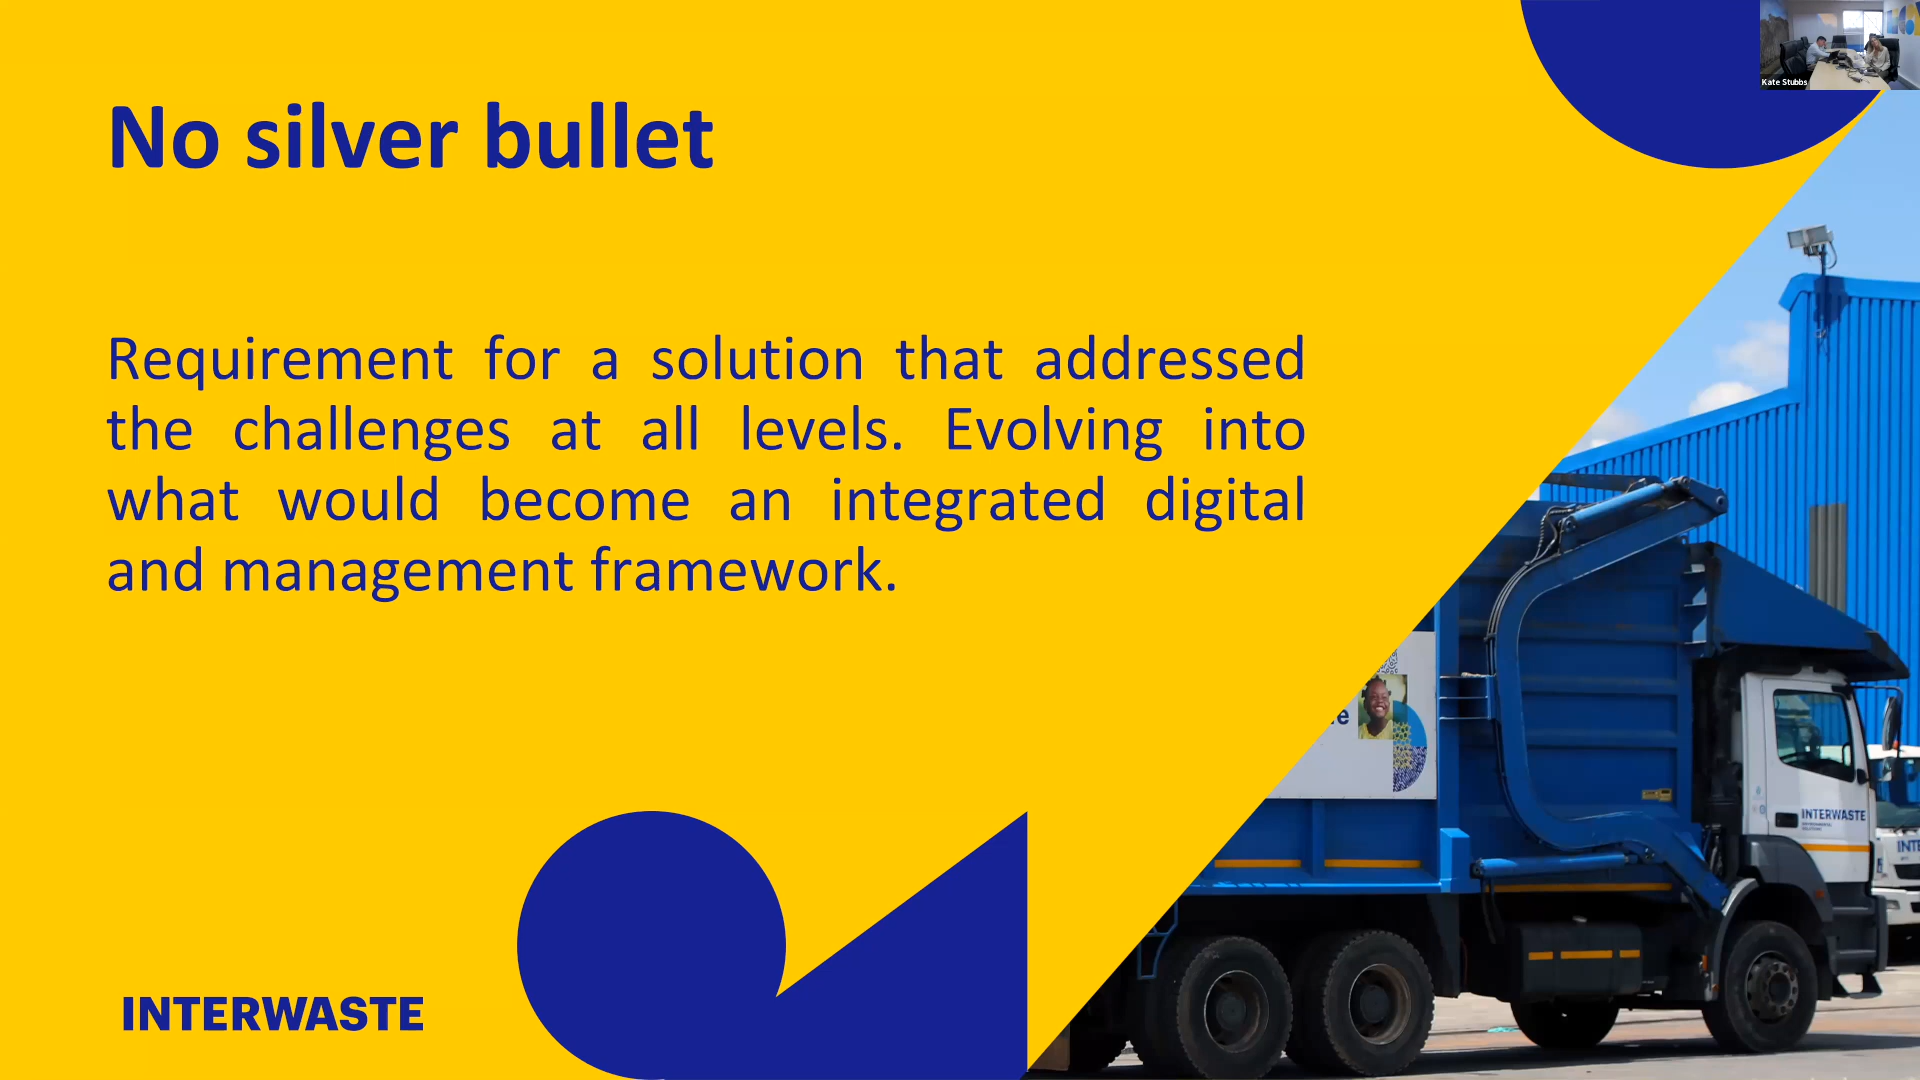 Kate Stubbs
No silver bullet
Requirement for a solution that addressed
the challenges at all levels. Evolving into
what would become an integrated digital
and management framework.
INTERWASTE
INTERWASTE